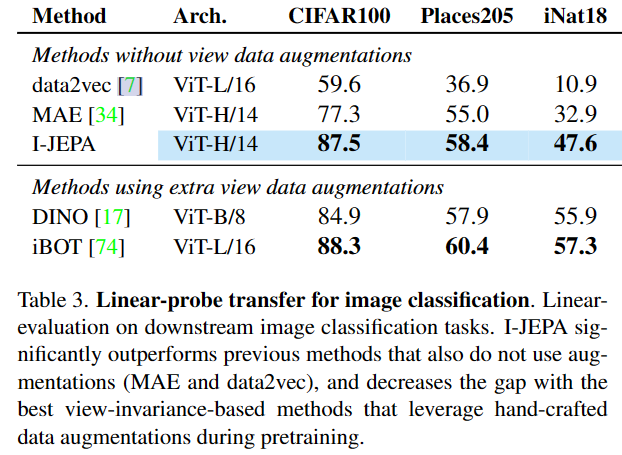 Method Arch. CIFAR100 Places205 iNat18
Methods without view data augmentations
data2vec [7] ViT-L/16 59.6 36.9 10.9
MAE [34] ViT-H/14 77.3 55.0 32.9
I-JEPA ViT-H/14 87.5 58.4 47.6
Methods using extra view data augmentations
DINO [17] ViT-B/8 84.9 57.9 55.9
iBOT [74] ViT-L/16 88.3 60.4 57.3
Table 3. Linear-probe transfer for image classification. Linear-
evaluation on downstream image classification tasks. I-JEPA sig-
nificantly outperforms previous methods that also do not use aug-
mentations (MAE and data2vec), and decreases the gap with the
best view-invariance-based methods that leverage hand-crafted
data augmentations during pretraining.